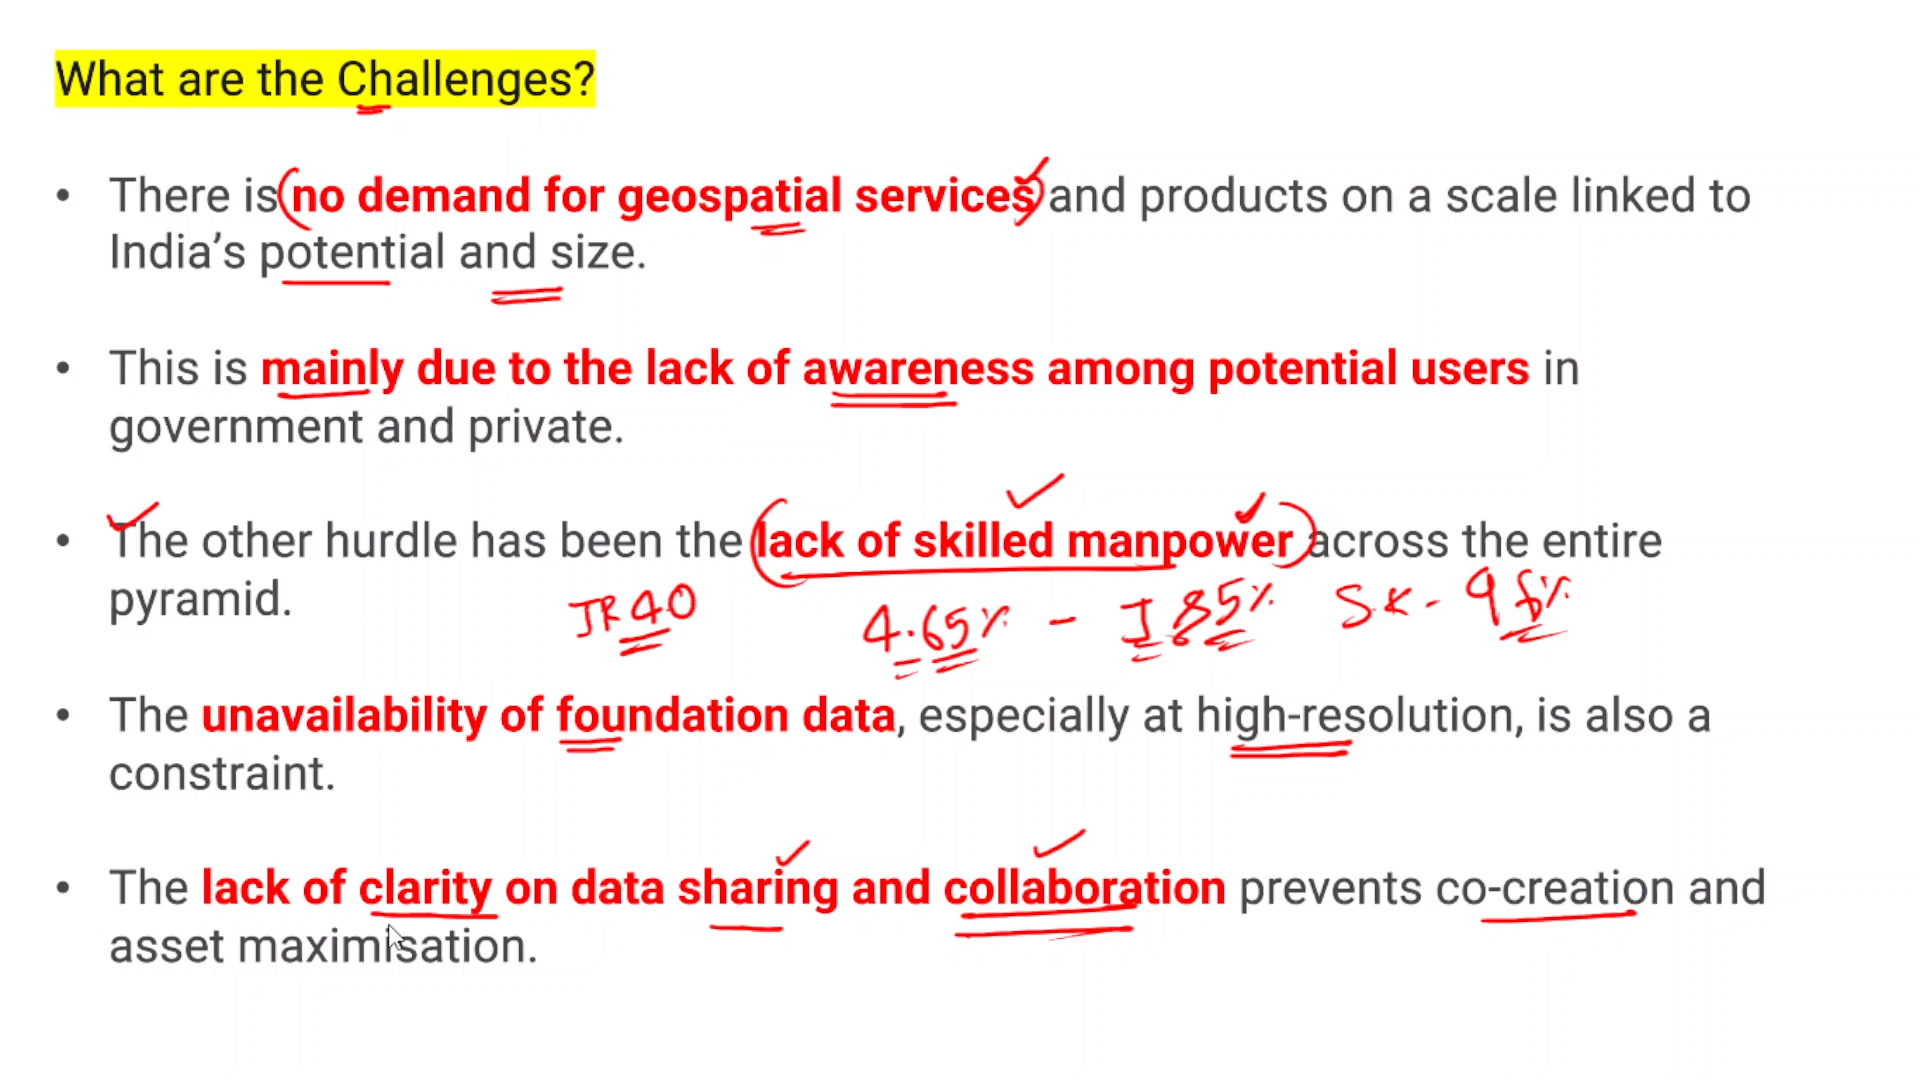 What are the Challenges?
• There is (no demand for geospatial services) and products on a scale linked to
India's potential and size.
• This is mainly due to the lack of awareness among potential users in
government and private.
• The other hurdle has been the (lack of skilled manpower) across the entire
pyramid.
40 4.65% - J 85% SK - 96%
• The unavailability of foundation data, especially at high-resolution, is also a
constraint.
• The lack of clarity on data sharing and collaboration prevents co-creation and
asset maximisation.